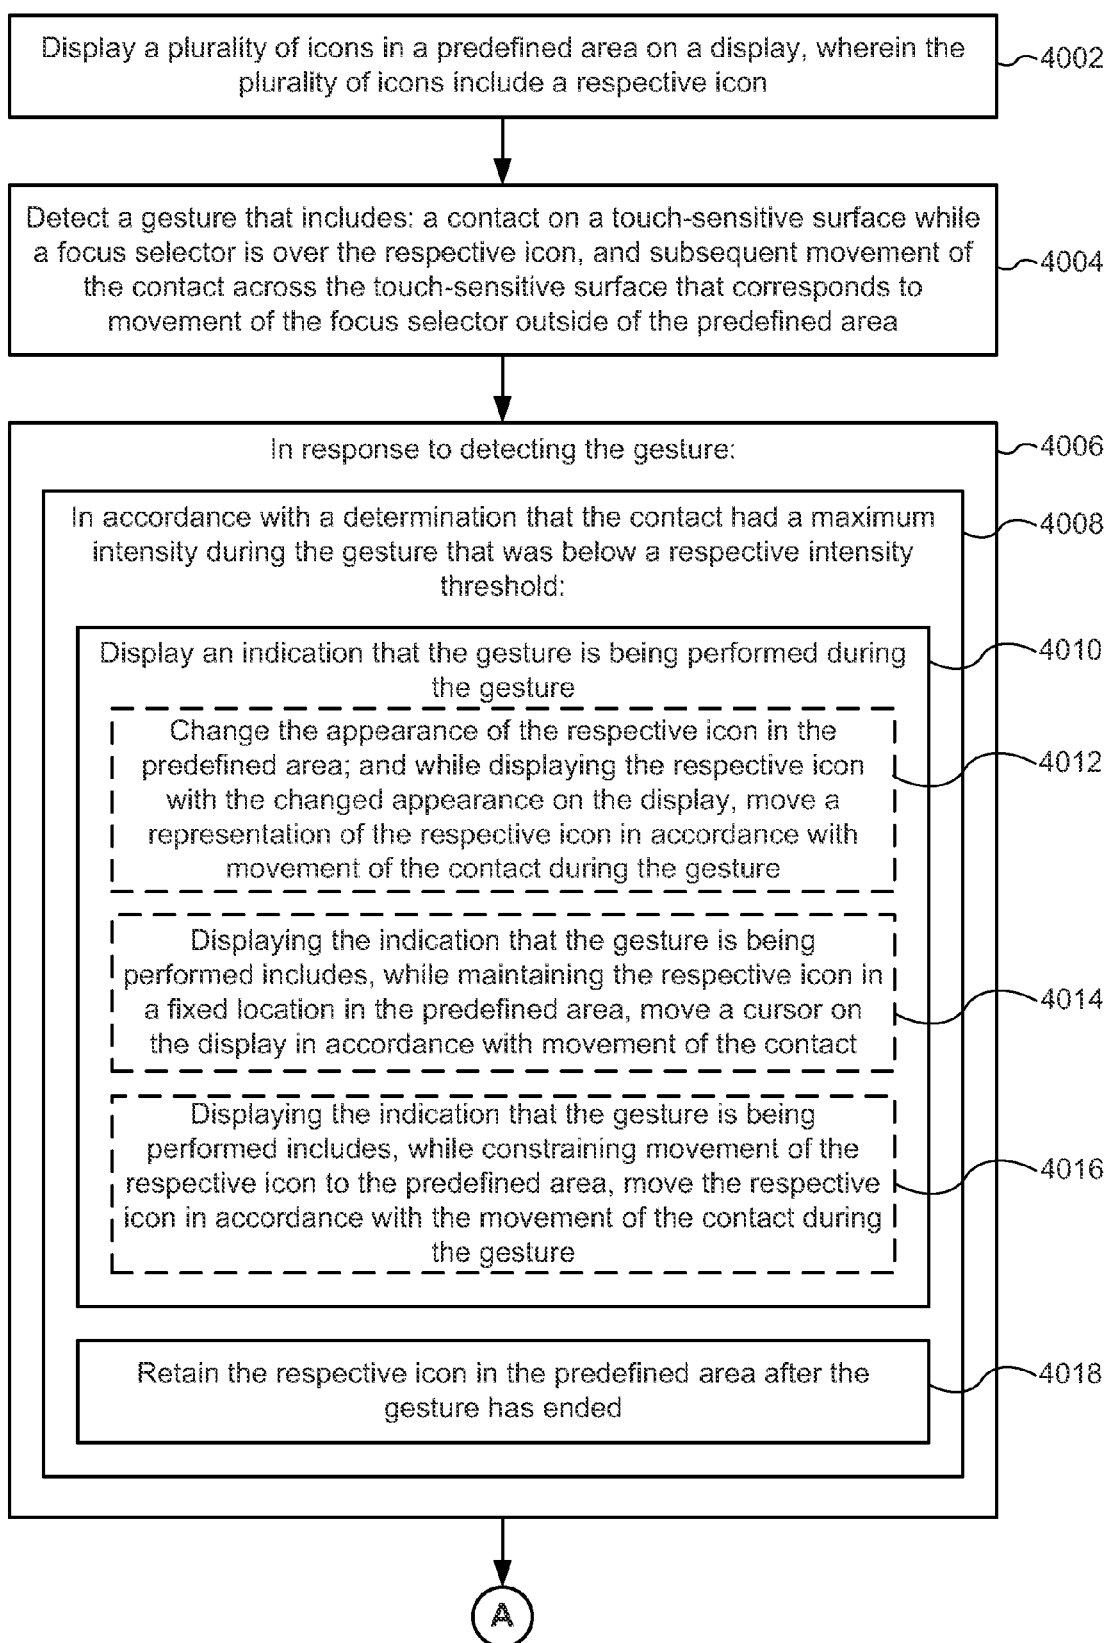 Display a plurality of icons in a predefined area on a display, wherein the
plurality of icons include a respective icon
4002
Detect a gesture that includes: a contact on a touch-sensitive surface while
a focus selector is over the respective icon, and subsequent movement of
the contact across the touch-sensitive surface that corresponds to
movement of the focus selector outside of the predefined area
4004
In response to detecting the gesture:
4006
In accordance with a determination that the contact had a maximum
intensity during the gesture that was below a respective intensity
threshold:
4008
Display an indication that the gesture is being performed during
the gesture
4010
Change the appearance of the respective icon in the
predefined area; and while displaying the respective icon
with the changed appearance on the display, move a
representation of the respective icon in accordance with
movement of the contact during the gesture
4012
Displaying the indication that the gesture is being
performed includes, while maintaining the respective icon in
a fixed location in the predefined area, move a cursor on
the display in accordance with movement of the contact
4014
Displaying the indication that the gesture is being
performed includes, while constraining movement of the
respective icon to the predefined area, move the respective
icon in accordance with the movement of the contact during
the gesture
4016
Retain the respective icon in the predefined area after the
gesture has ended
4018
A